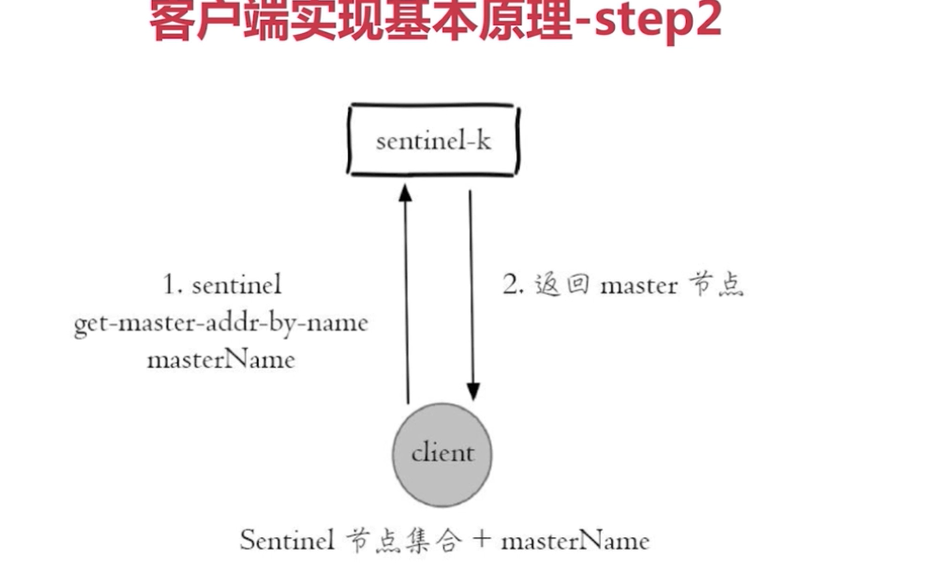 客户端实现基本原理-step2
sentinel-k
1. sentinel
get-master-addr-by-name
masterName
2. 返回 master 节点
client
Sentinel 节点集合 + masterName